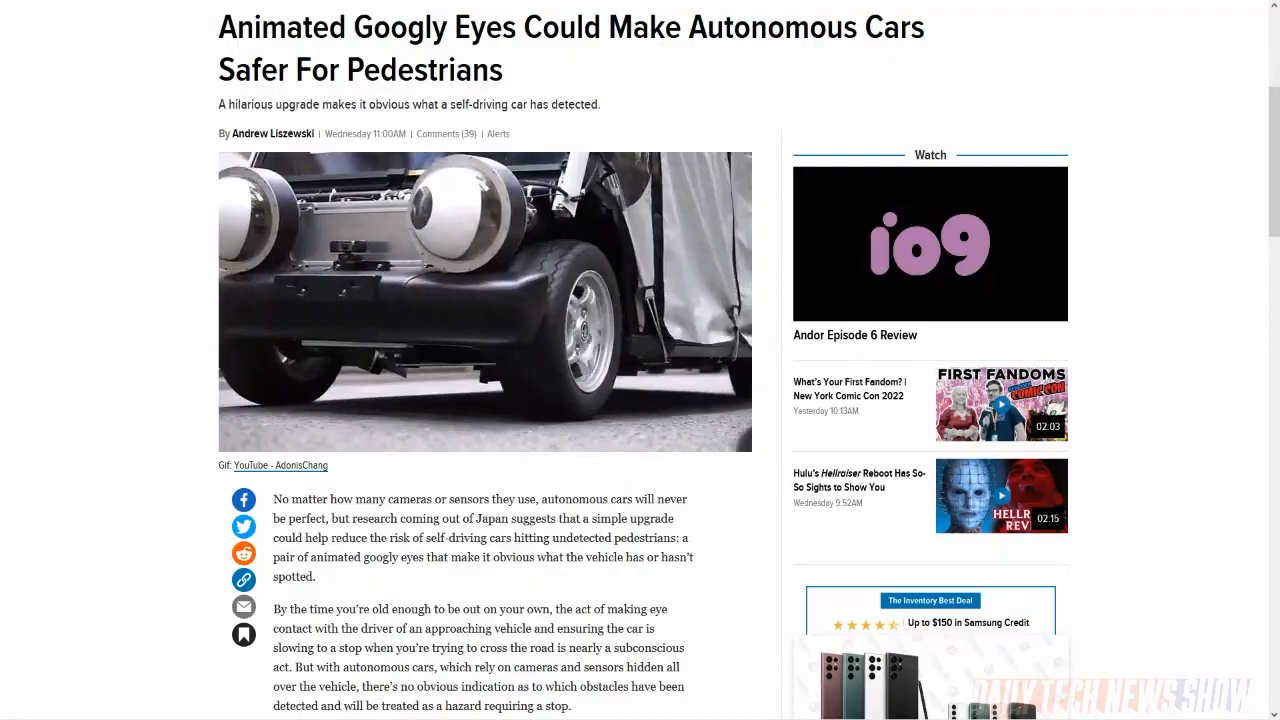 Animated Googly Eyes Could Make Autonomous Cars
Safer For Pedestrians
A hilarious upgrade makes it obvious what a self-driving car has detected.
By Andrew Liszewski | Wednesday 11:00AM | Comments (39) | Alerts
Gif: YouTube - AdonisChang
No matter how many cameras or sensors they use, autonomous cars will never
be perfect, but research coming out of Japan suggests that a simple upgrade
could help reduce the risk of self-driving cars hitting undetected pedestrians: a
pair of animated googly eyes that make it obvious what the vehicle has or hasn't
spotted.
By the time you're old enough to be out on your own, the act of making eye
contact with the driver of an approaching vehicle and ensuring the car is
slowing to a stop when you're trying to cross the road is nearly a subconscious
act. But with autonomous cars, which rely on cameras and sensors hidden all
over the vehicle, there's no obvious indication as to which obstacles have been
detected and will be treated as a hazard requiring a stop.
Watch
io9
Andor Episode 6 Review
What's Your First Fandom? |
New York Comic Con 2022
Yesterday 10:13AM
FIRST FANDOMS
COMIC CON
02:03
Hulu's Hellraiser Reboot Has So-
So Sights to Show You
Wednesday 9:52AM
HELLR
REV
02:15
The Inventory Best Deal
Up to $150 in Samsung Credit
DAILY TECH NEWS SHOW